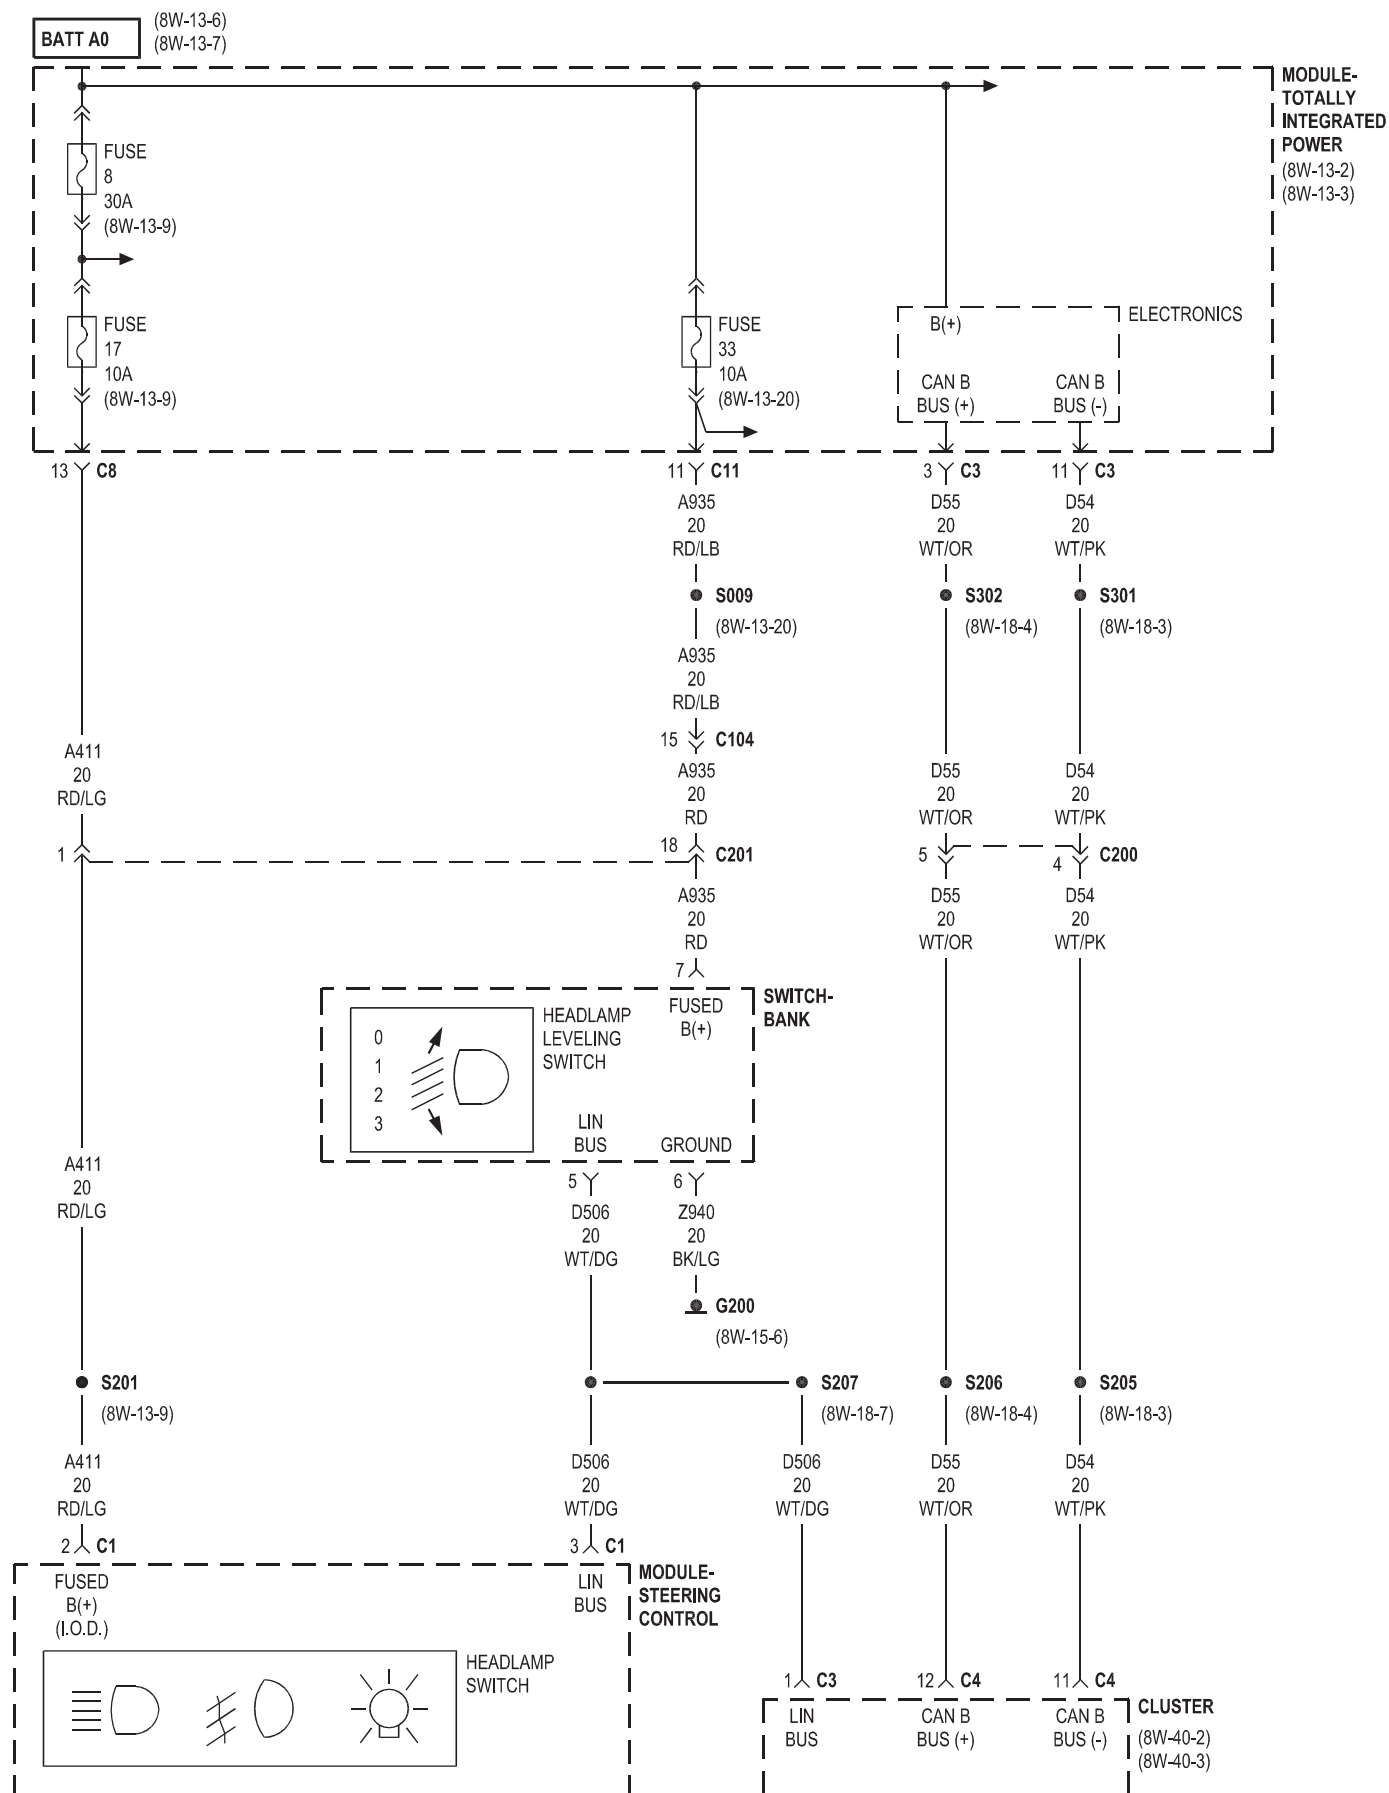 BATT A0
(8W-13-6)
(8W-13-7)
MODULE-
TOTALLY
INTEGRATED
POWER
(8W-13-2)
(8W-13-3)
FUSE
8
30A
(8W-13-9)
FUSE
17
10A
(8W-13-9)
FUSE
33
10A
(8W-13-20)
ELECTRONICS
B(+)
CAN B
BUS (+)
CAN B
BUS (-)
13 C8
11 C11
3 C3
11 C3
A935
20
RD/LB
D55
20
WT/OR
D54
20
WT/PK
S009
(8W-13-20)
S302
(8W-18-4)
S301
(8W-18-3)
A935
20
RD/LB
15 C104
A411
20
RD/LG
A935
20
RD
D55
20
WT/OR
D54
20
WT/PK
1
18 C201
5
4 C200
A935
20
RD
D55
20
WT/OR
D54
20
WT/PK
7
SWITCH-
BANK
HEADLAMP
LEVELING
SWITCH
FUSED
B(+)
0
1
2
3
LIN
BUS
GROUND
A411
20
RD/LG
5
6
D506
20
WT/DG
Z940
20
BK/LG
G200
(8W-15-6)
S201
(8W-13-9)
S207
(8W-18-7)
S206
(8W-18-4)
S205
(8W-18-3)
A411
20
RD/LG
D506
20
WT/DG
D506
20
WT/DG
D55
20
WT/OR
D54
20
WT/PK
2 C1
3 C1
FUSED
B(+)
(I.O.D.)
LIN
BUS
MODULE-
STEERING
CONTROL
HEADLAMP
SWITCH
1 C3
12 C4
11 C4
LIN
BUS
CAN B
BUS (+)
CAN B
BUS (-)
CLUSTER
(8W-40-2)
(8W-40-3)